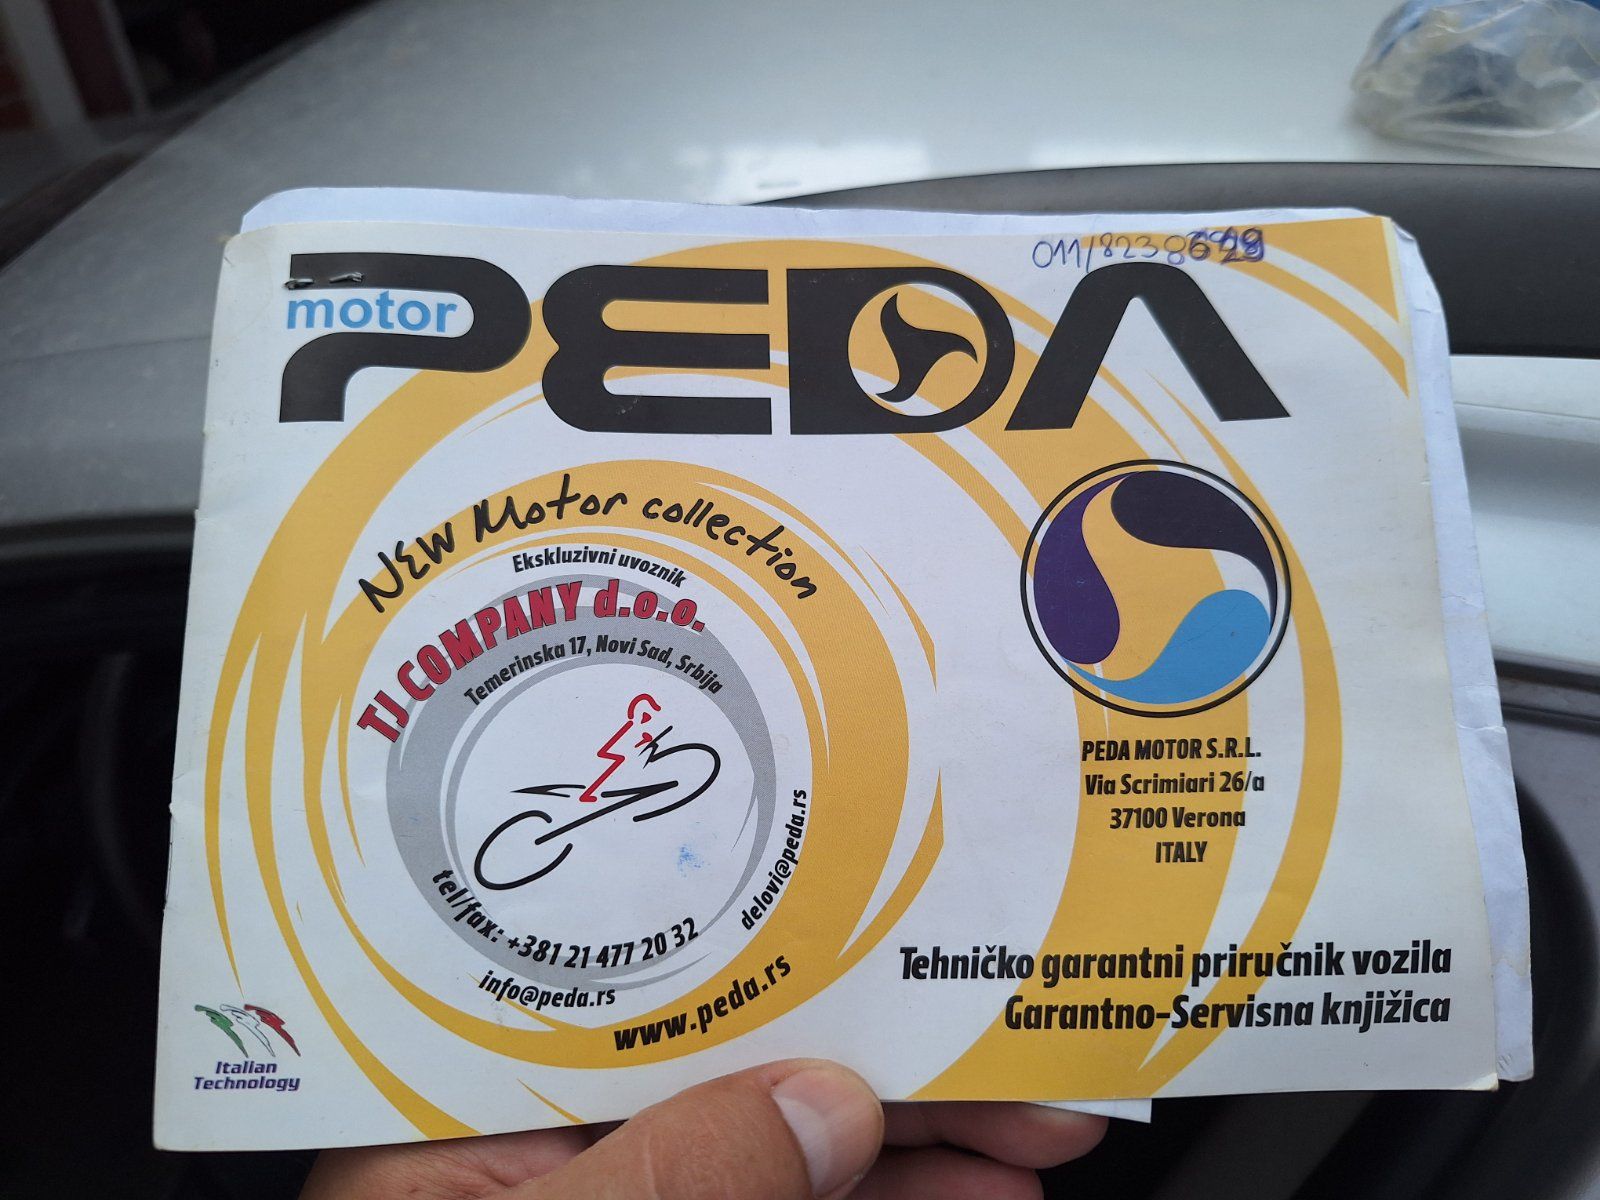 011/8238
motor
PEDA
NEW Motor collection
Ekskluzivni uvoznik
TJ COMPANY d.o.o.
Temerinska 17, Novi Sad, Srbija
tel/fax: +381 21 477 20 32
delovi@peda.rs
info@peda.rs
www.peda.rs
PEDA MOTOR S.R.L.
Via Scrimiari 26/a
37100 Verona
ITALY
Tehničko garantni priručnik vozila
Garantno-Servisna knjižica
Italian
Technology